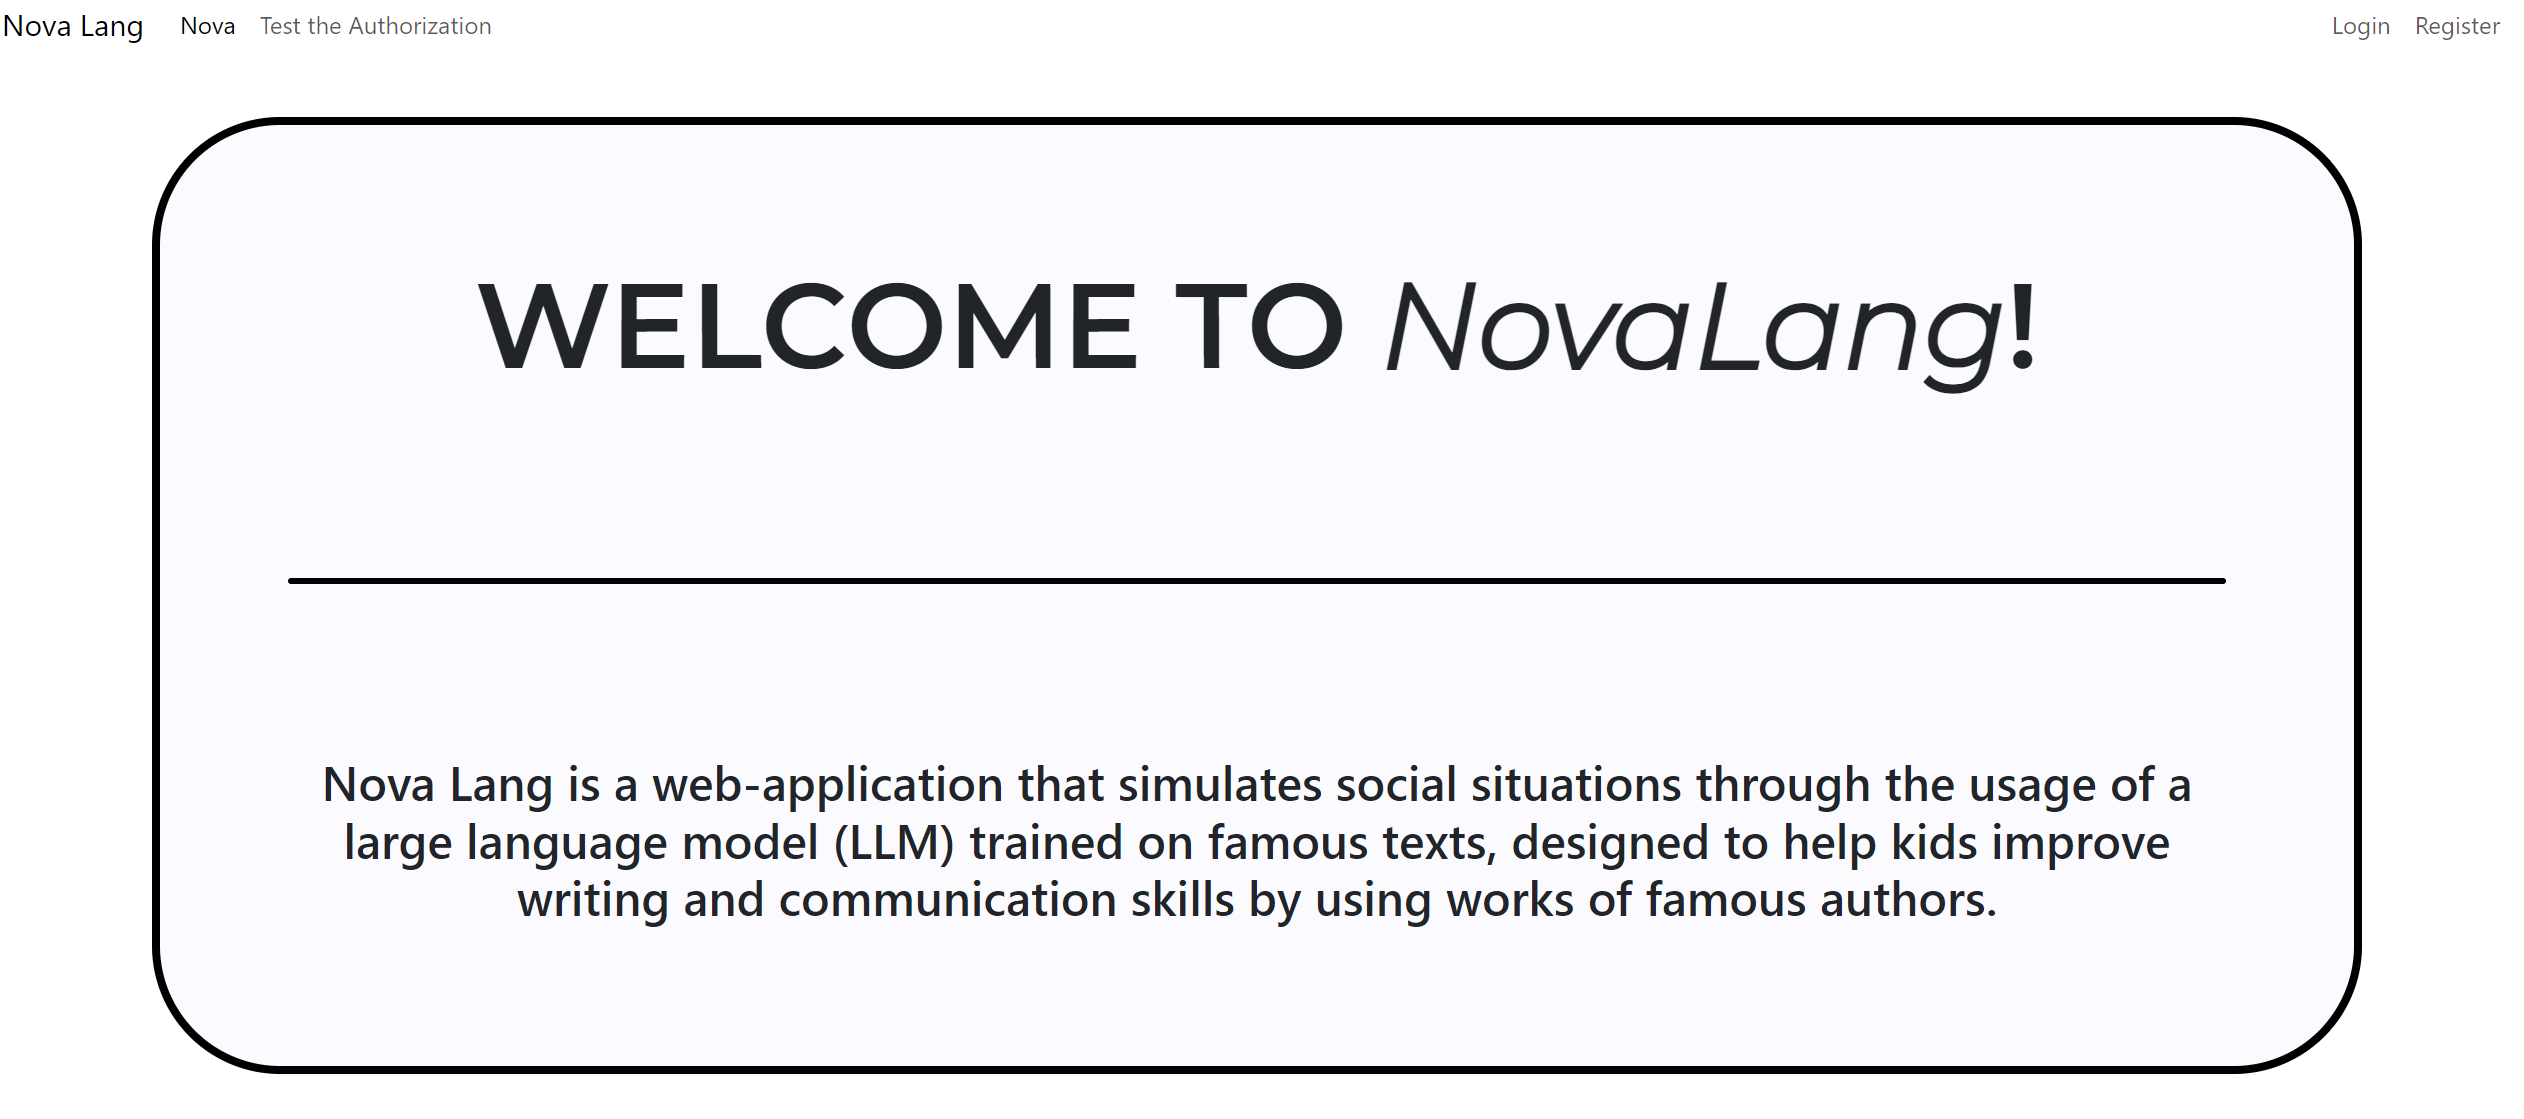 Nova Lang Nova Test the Authorization Login Register
WELCOME TO NovaLang!
Nova Lang is a web-application that simulates social situations through the usage of a
large language model (LLM) trained on famous texts, designed to help kids improve
writing and communication skills by using works of famous authors.